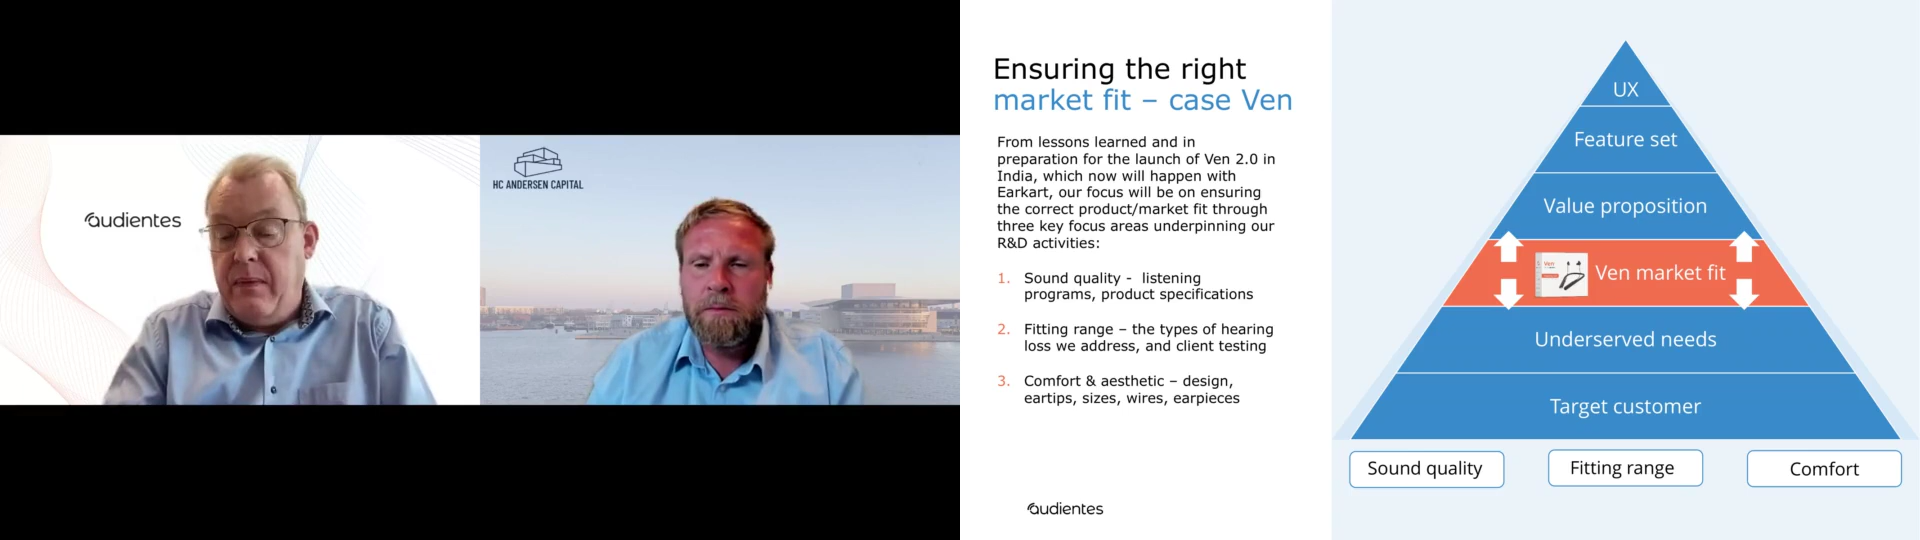 audientes
HC ANDERSEN CAPITAL
Ensuring the right
market fit – case Ven
From lessons learned and in
preparation for the launch of Ven 2.0 in
India, which now will happen with
Earkart, our focus will be on ensuring
the correct product/market fit through
three key focus areas underpinning our
R&D activities:
1. Sound quality - listening
programs, product specifications
2. Fitting range – the types of hearing
loss we address, and client testing
3. Comfort & aesthetic – design,
eartips, sizes, wires, earpieces
audientes
UX
Feature set
Value proposition
Ven
Ven market fit
Underserved needs
Target customer
Sound quality
Fitting range
Comfort